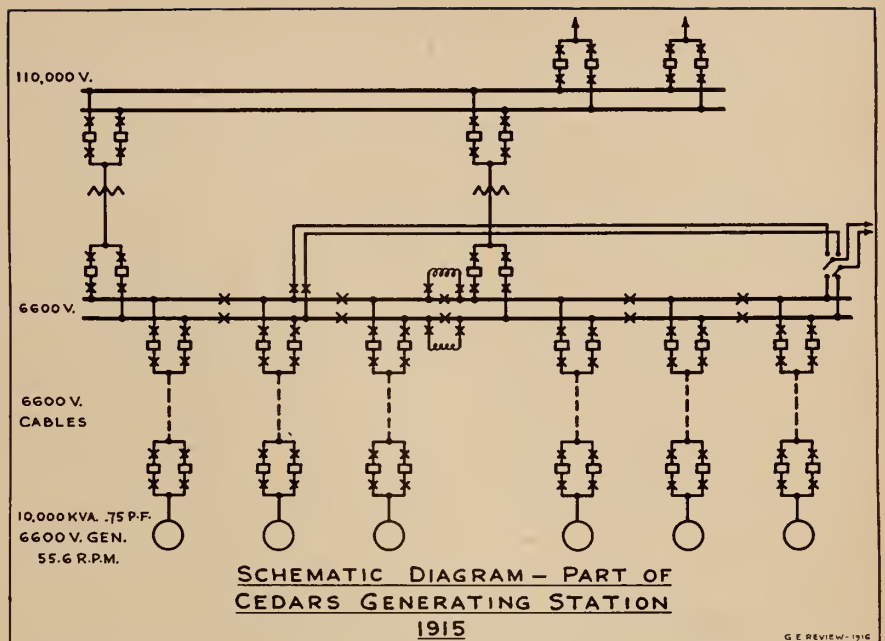 110,000 V.
6600 V.
6600 V.
CABLES
10,000 KVA. .75 P.F.
6600 V. GEN.
55.6 R.P.M.
SCHEMATIC DIAGRAM – PART OF
CEDARS GENERATING STATION
1915
G E REVIEW-1916